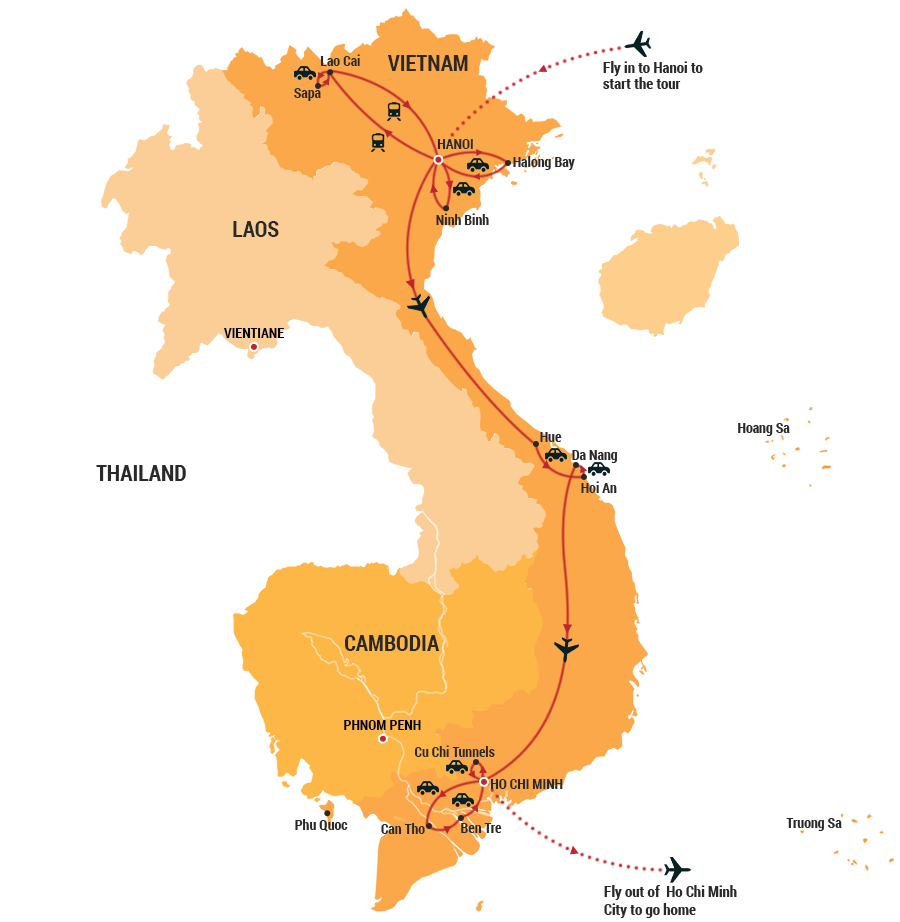 Lao Cai
VIETNAM
Fly in to Hanoi to
start the tour
Sapa
HANOI
Halong Bay
Ninh Binh
LAOS
VIENTIANE
Hoang Sa
Hue
Da Nang
THAILAND
Hoi An
CAMBODIA
PHNOM PENH
Cu Chi Tunnels
HO CHI MINH
Phu Quoc
Can Tho
Ben Tre
Truong Sa
Fly out of Ho Chi Minh
City to go home